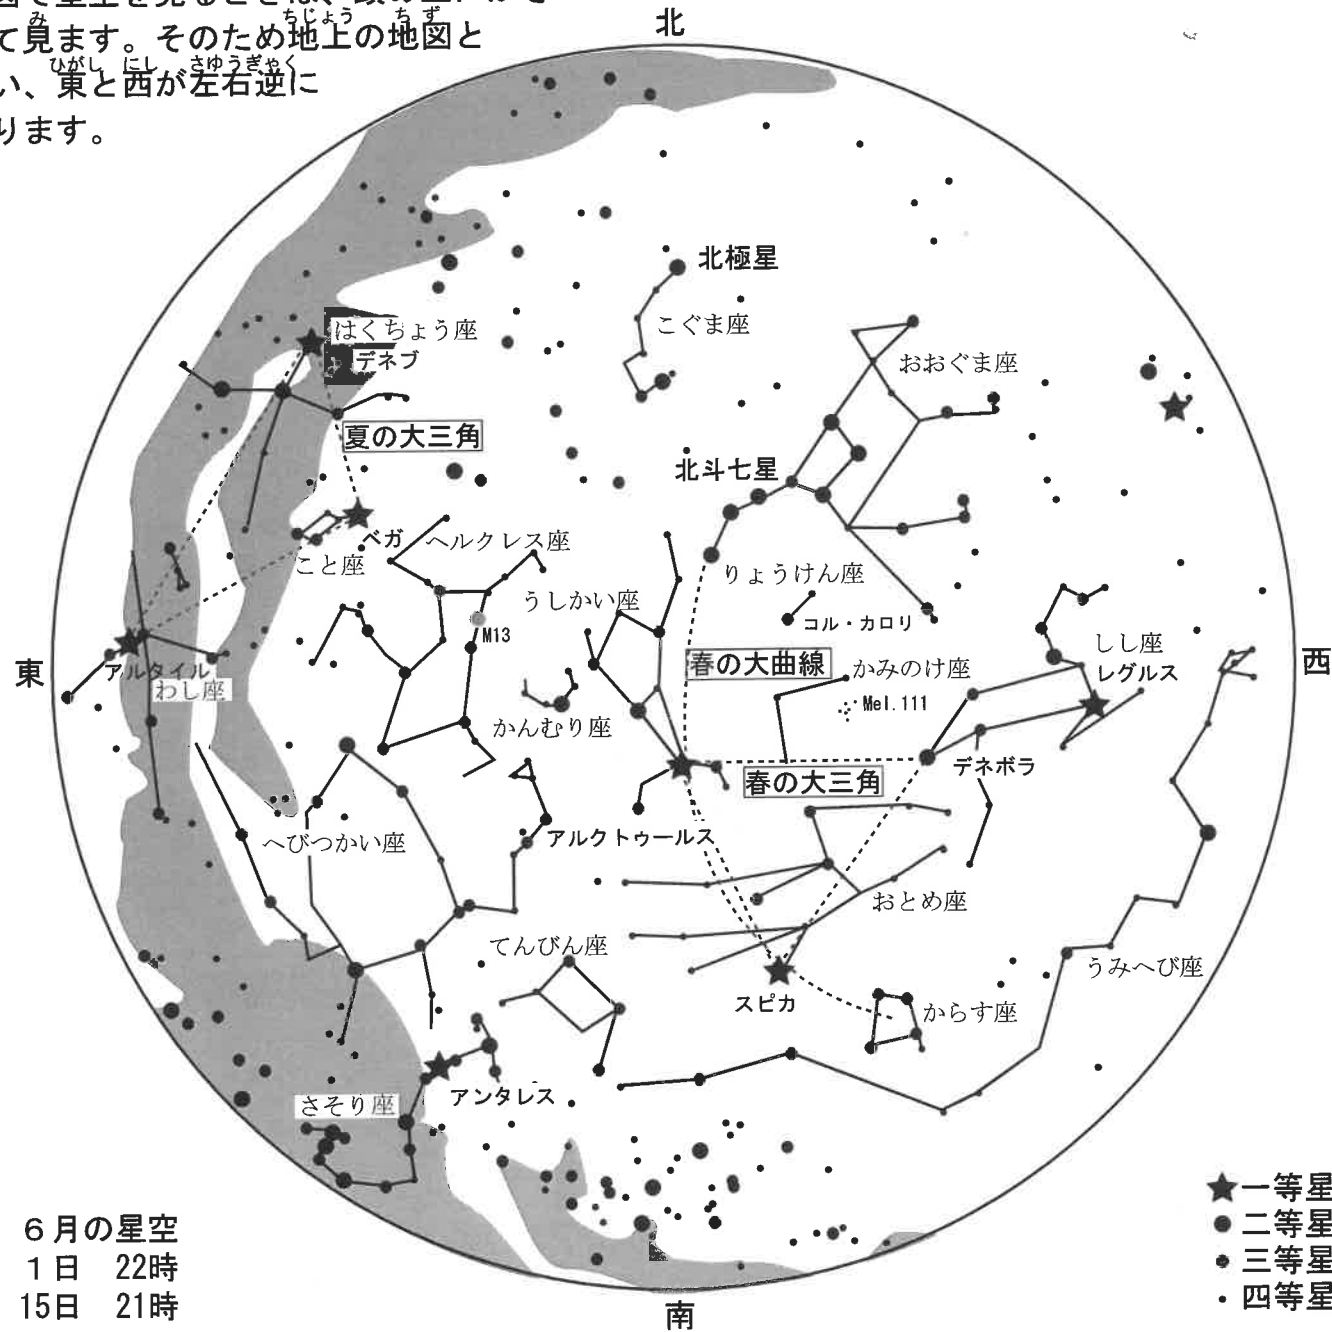 て見ます。そのため地上の地図と
い、東と西が左右逆に
ります。
北
北極星
こぐま座
はくちょう座
デネブ
おおぐま座
夏の大三角
北斗七星
ベガ
ヘルクレス座
こと座
うしかい座
りょうけん座
M13
コル・カロリ
しし座
レグルス
東
西
アルタイル
わし座
春の大曲線
かみのけ座
Mel.111
かんむり座
デネボラ
春の大三角
へびつかい座
アルクトゥールス
おとめ座
てんびん座
うみへび座
スピカ
からす座
アンタレス
さそり座
6月の星空
1日 22時
15日 21時
南
一等星
二等星
三等星
四等星